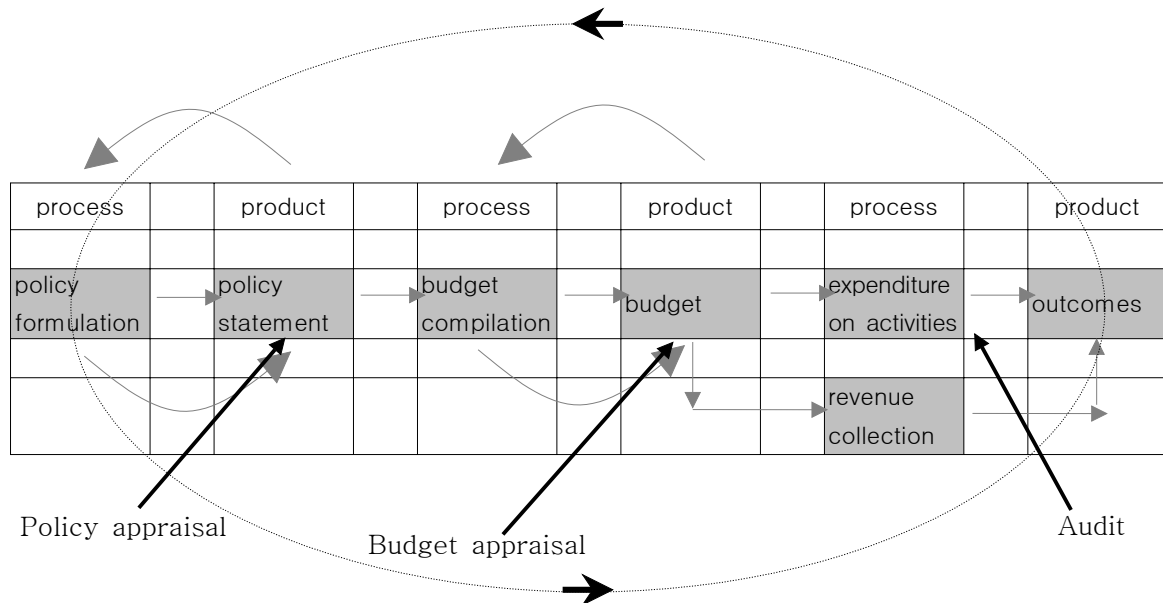 process product process product process product
policy formulation
policy statement
budget compilation
budget
expenditure on activities
outcomes
revenue collection
Policy appraisal
Budget appraisal
Audit